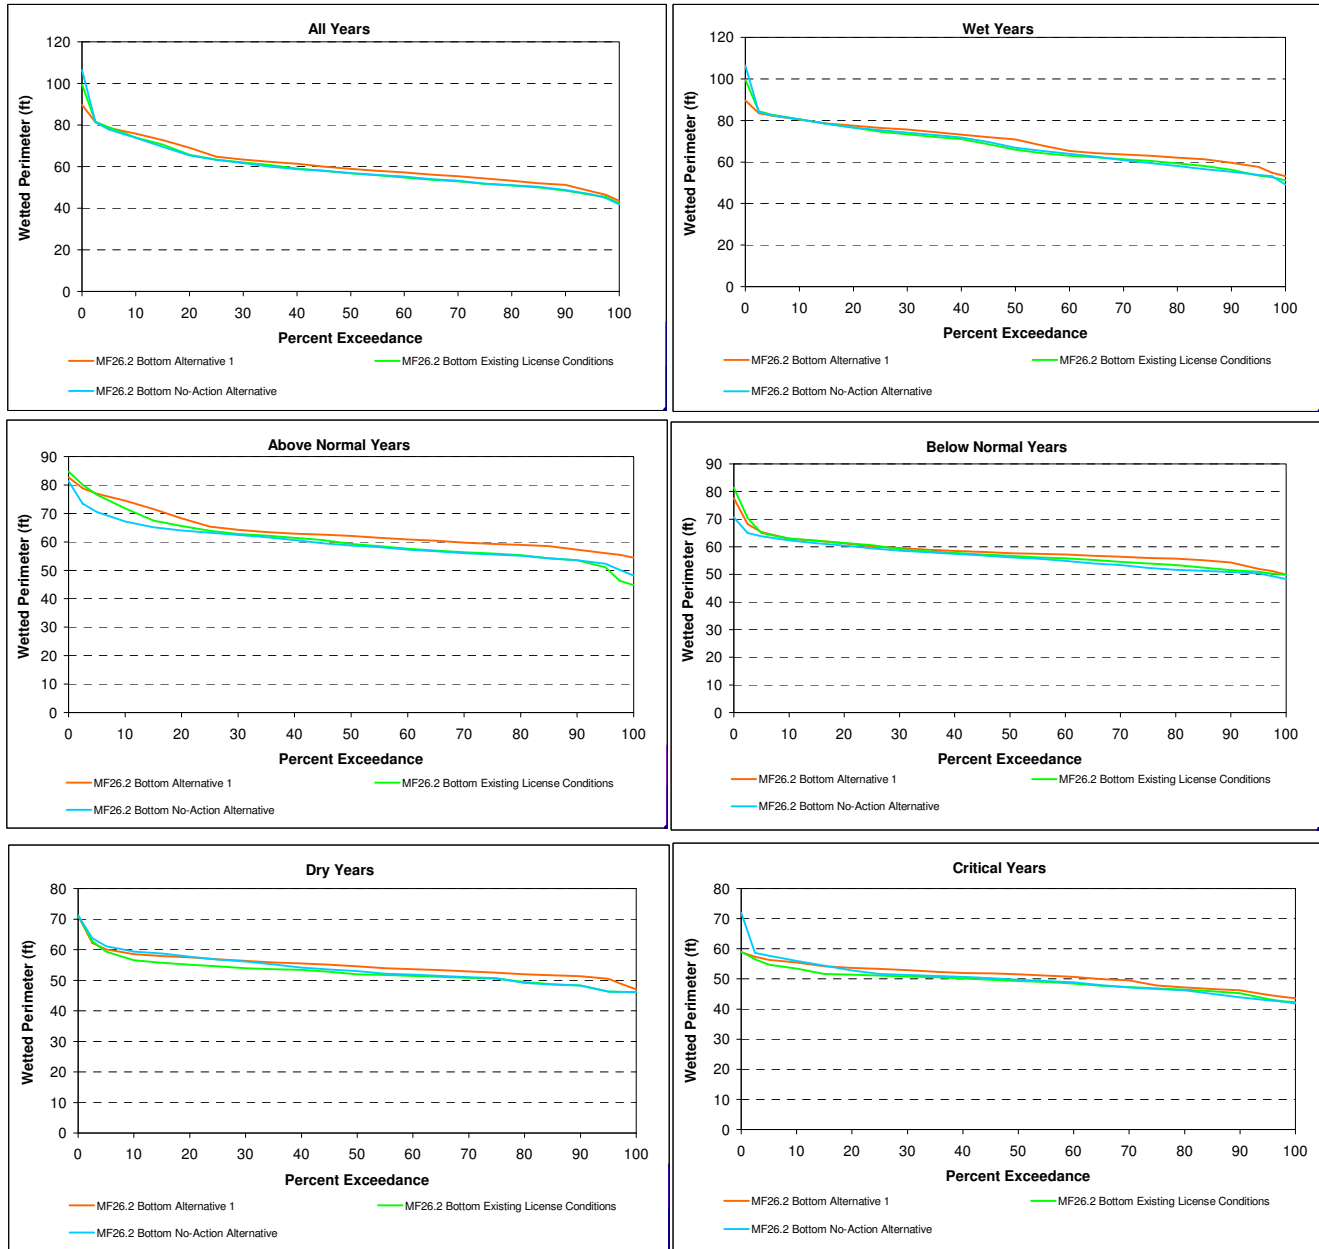 All Years
Wetted Perimeter (ft)
120
100
80
60
40
20
0
0 10 20 30 40 50 60 70 80 90 100
Percent Exceedance
MF26.2 Bottom Alternative 1
MF26.2 Bottom Existing License Conditions
MF26.2 Bottom No-Action Alternative
Wet Years
Wetted Perimeter (ft)
120
100
80
60
40
20
0
0 10 20 30 40 50 60 70 80 90 100
Percent Exceedance
MF26.2 Bottom Alternative 1
MF26.2 Bottom Existing License Conditions
MF26.2 Bottom No-Action Alternative
Above Normal Years
Wetted Perimeter (ft)
90
80
70
60
50
40
30
20
10
0
0 10 20 30 40 50 60 70 80 90 100
Percent Exceedance
MF26.2 Bottom Alternative 1
MF26.2 Bottom Existing License Conditions
MF26.2 Bottom No-Action Alternative
Below Normal Years
Wetted Perimeter (ft)
90
80
70
60
50
40
30
20
10
0
0 10 20 30 40 50 60 70 80 90 100
Percent Exceedance
MF26.2 Bottom Alternative 1
MF26.2 Bottom Existing License Conditions
MF26.2 Bottom No-Action Alternative
Dry Years
Wetted Perimeter (ft)
80
70
60
50
40
30
20
10
0
0 10 20 30 40 50 60 70 80 90 100
Percent Exceedance
MF26.2 Bottom Alternative 1
MF26.2 Bottom Existing License Conditions
MF26.2 Bottom No-Action Alternative
Critical Years
Wetted Perimeter (ft)
80
70
60
50
40
30
20
10
0
0 10 20 30 40 50 60 70 80 90 100
Percent Exceedance
MF26.2 Bottom Alternative 1
MF26.2 Bottom Existing License Conditions
MF26.2 Bottom No-Action Alternative